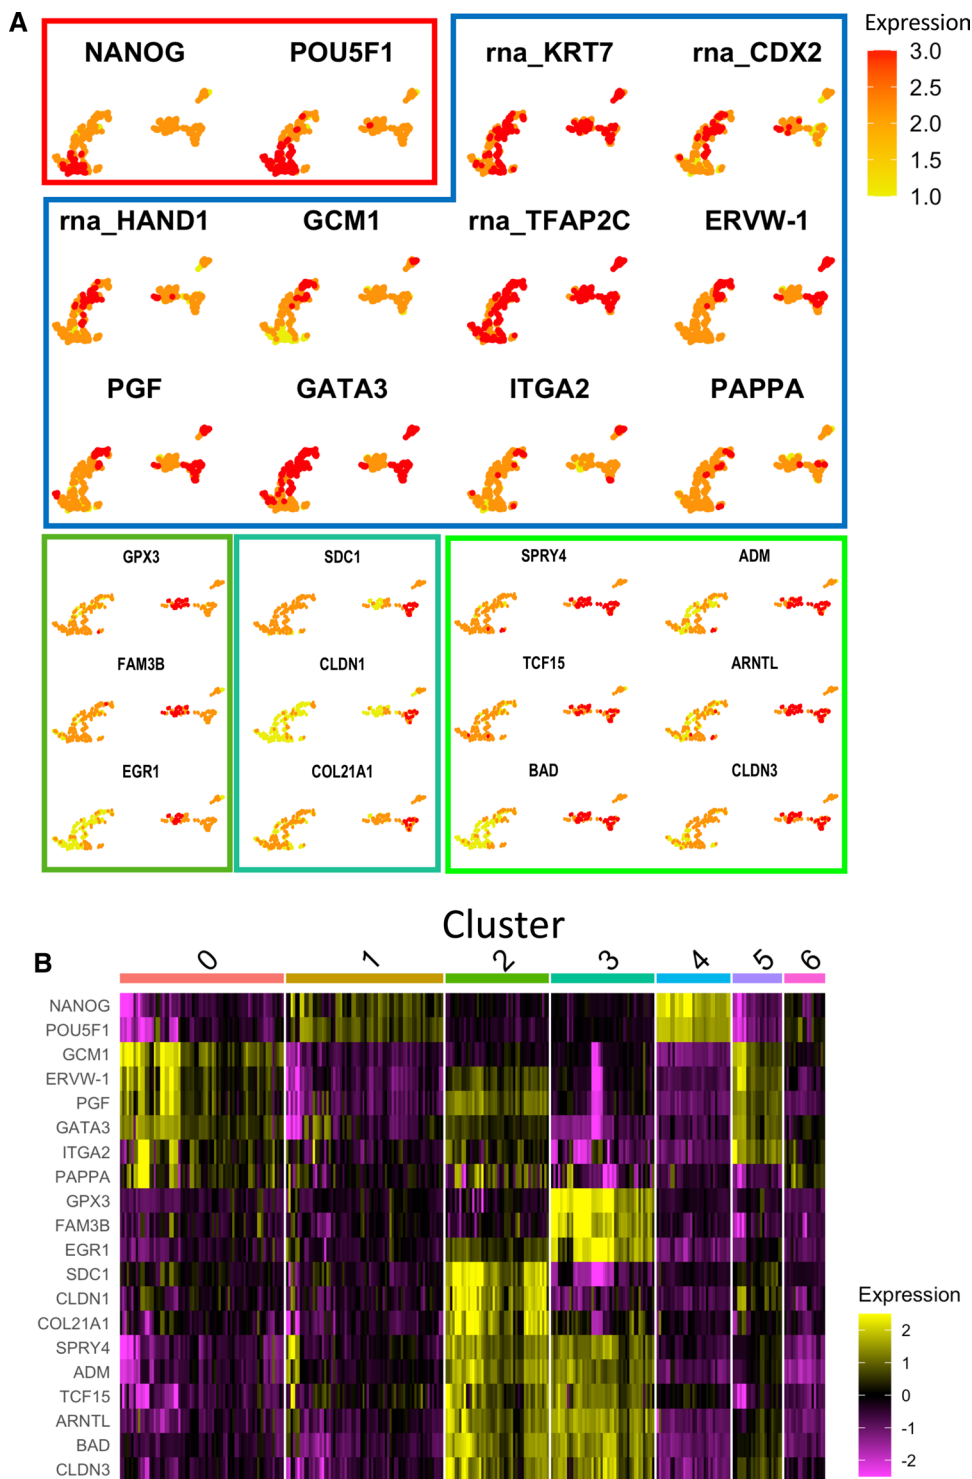 A
Expression
NANOG POU5F1 rna_KRT7 rna_CDX2
3.0
2.5
2.0
1.5
1.0
rna_HAND1 GCM1 rna_TFAP2C ERVW-1
PGF GATA3 ITGA2 PAPPA
GPX3 SDC1 SPRY4 ADM
FAM3B CLDN1 TCF15 ARNTL
EGR1 COL21A1 BAD CLDN3
Cluster
B
0 1 2 3 4 5 6
NANOG
POU5F1
GCM1
ERVW-1
PGF
GATA3
ITGA2
PAPPA
GPX3
FAM3B
EGR1
SDC1
CLDN1
COL21A1
SPRY4
ADM
TCF15
ARNTL
BAD
CLDN3
Expression
2
1
0
-1
-2